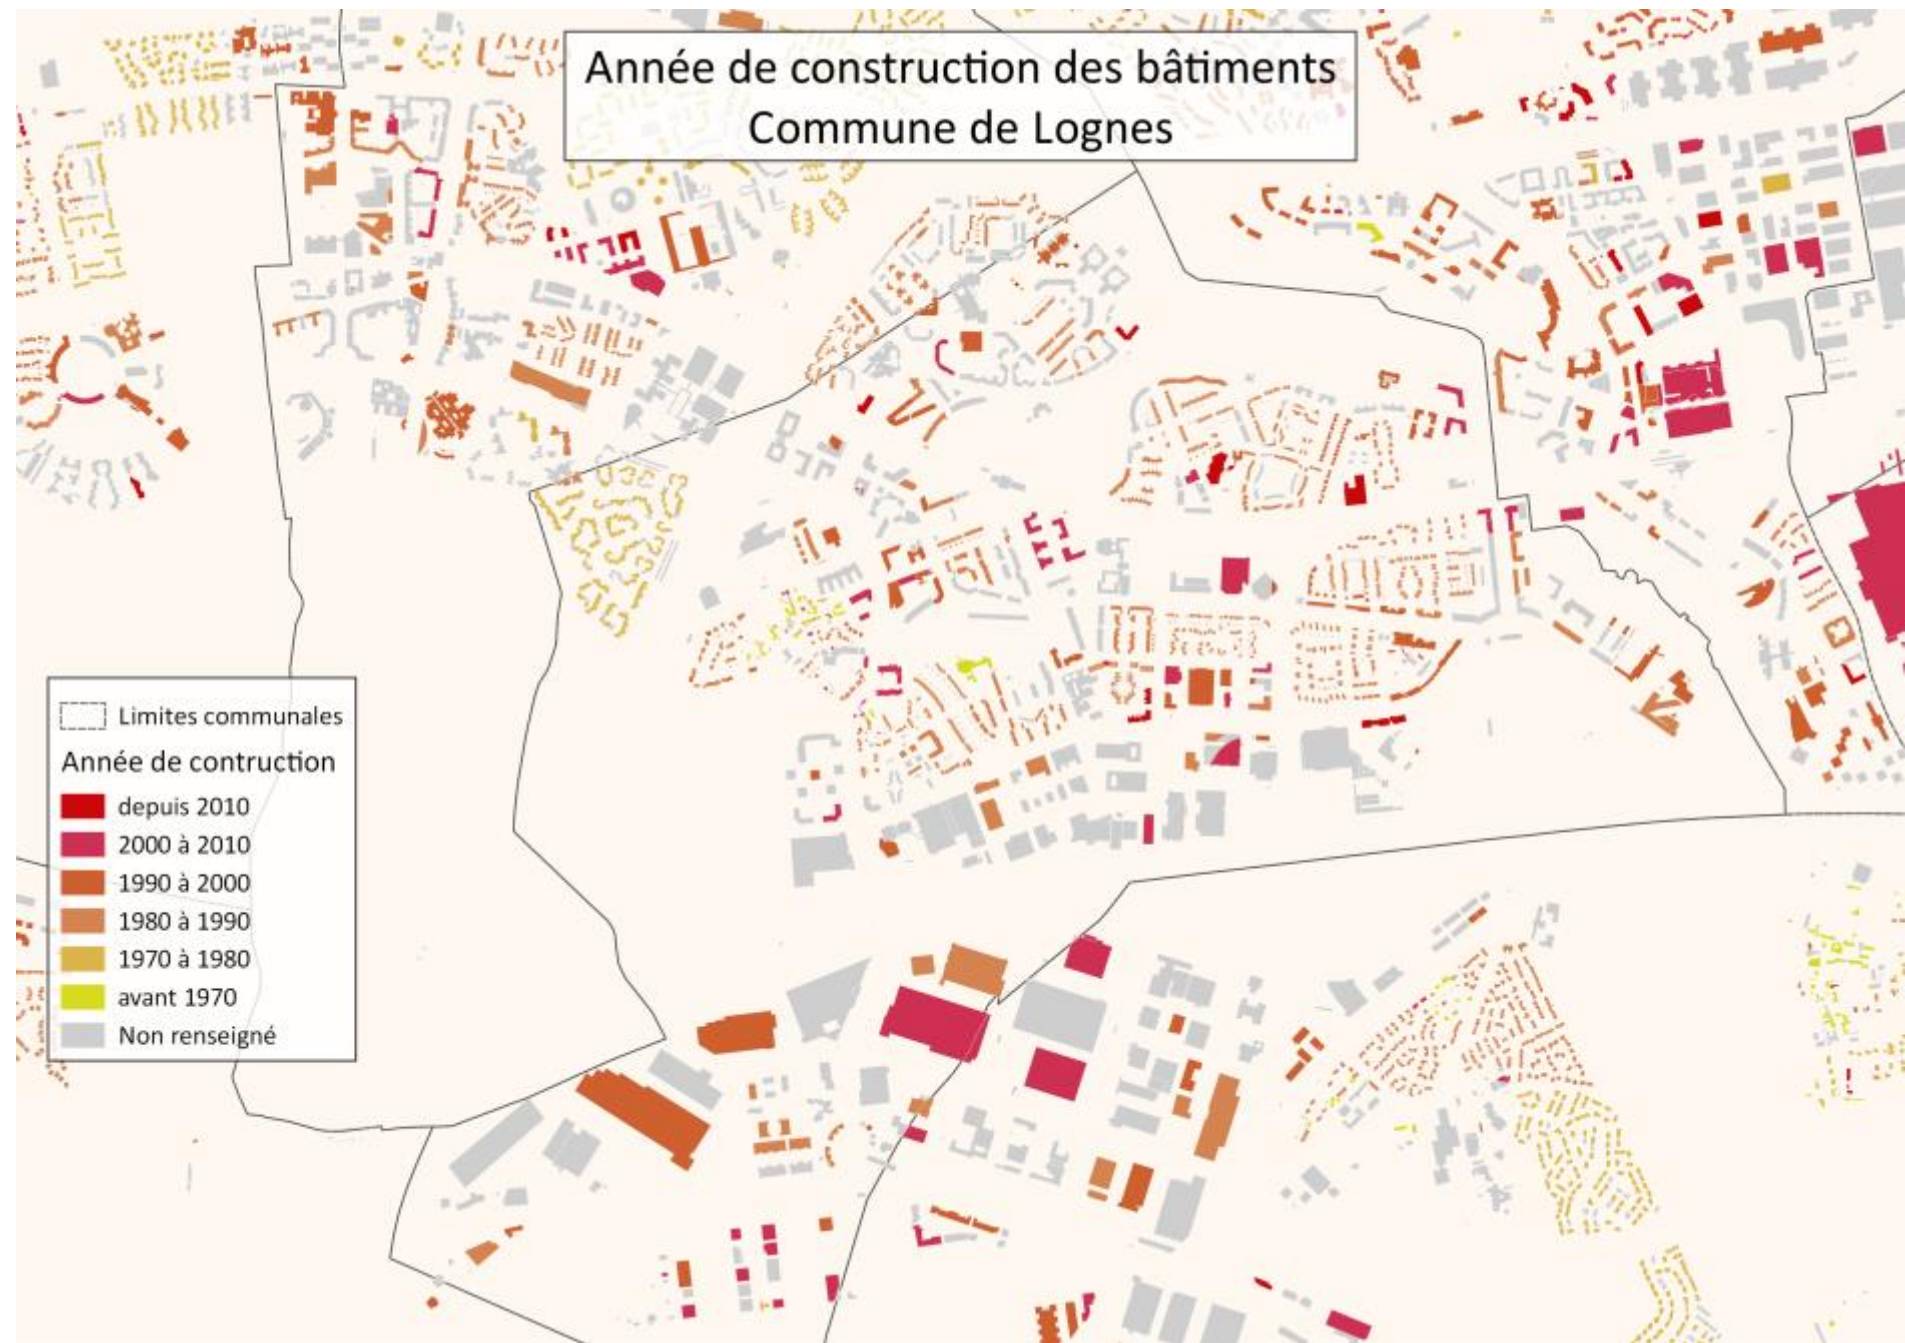 Année de construction des bâtiments
Commune de Lognes
Limites communales
Année de contruction
depuis 2010
2000 à 2010
1990 à 2000
1980 à 1990
1970 à 1980
avant 1970
Non renseigné